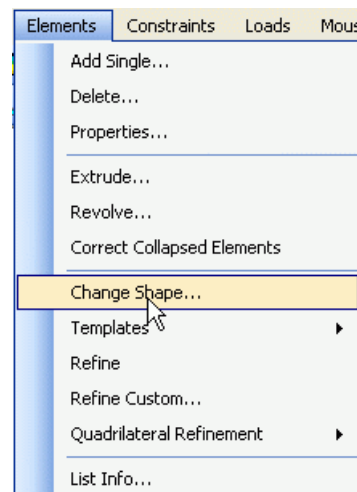 Elements Constraints Loads
Add Single...
Delete...
Properties...
Extrude...
Revolve...
Correct Collapsed Elements
Change Shape...
Templates
Refine
Refine Custom...
Quadrilateral Refinement
List Info...